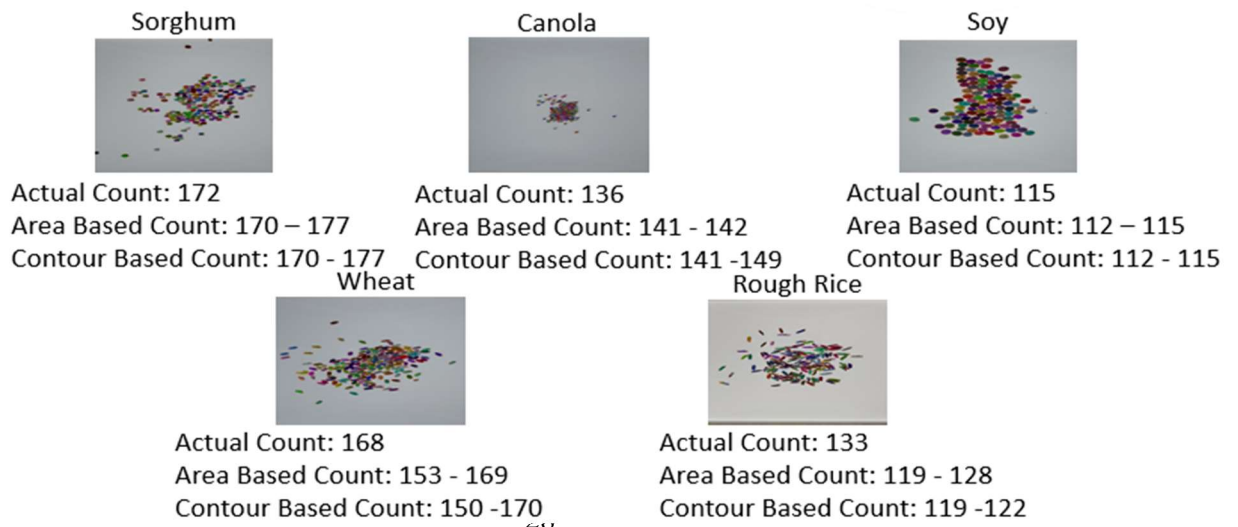 Sorghum
Actual Count: 172
Area Based Count: 170 – 177
Contour Based Count: 170 - 177
Canola
Actual Count: 136
Area Based Count: 141 - 142
Contour Based Count: 141 -149
Soy
Actual Count: 115
Area Based Count: 112 – 115
Contour Based Count: 112 - 115
Wheat
Actual Count: 168
Area Based Count: 153 - 169
Contour Based Count: 150 -170
Rough Rice
Actual Count: 133
Area Based Count: 119 - 128
Contour Based Count: 119 -122